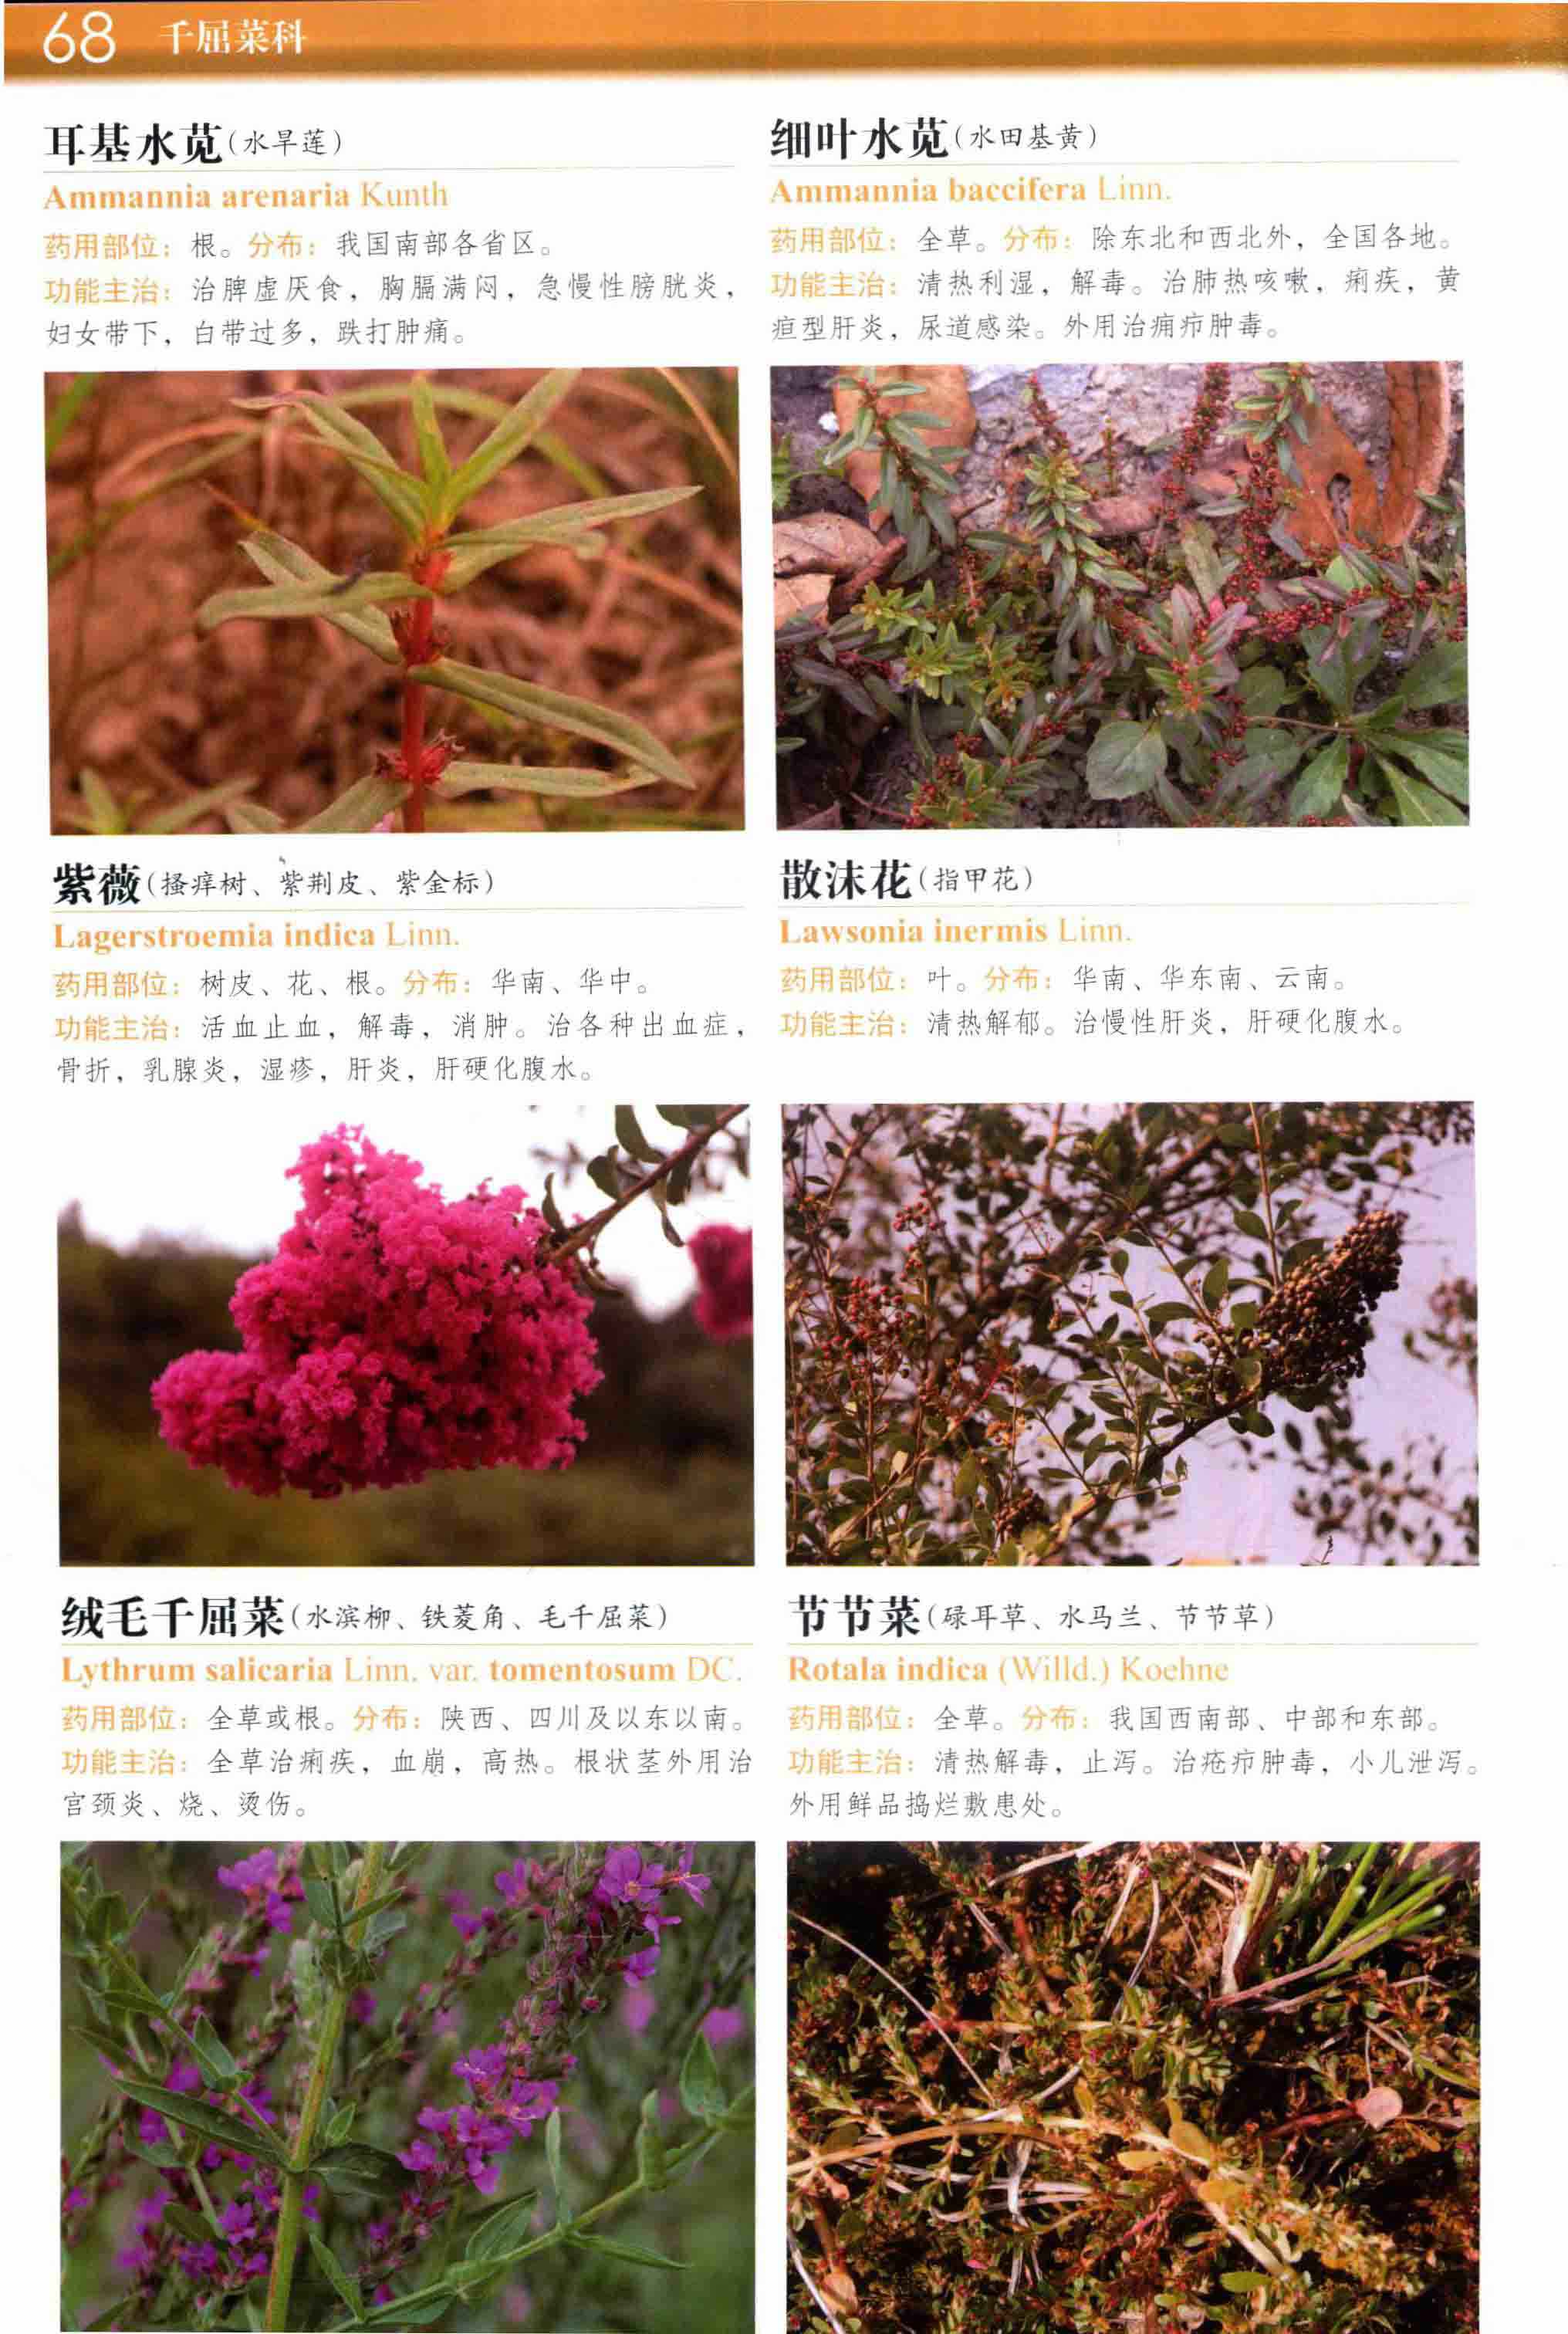 68 千屈菜科
耳基水苋(水旱莲)
Ammannia arenaria Kunth
药用部位：根。分布：我国南部各省区。
功能主治：治脾虚厌食，胸膈满闷，急慢性膀胱炎，
妇女带下，白带过多，跌打肿痛。
细叶水苋(水田基黄)
Ammannia baccifera Linn.
药用部位：全草。分布：除东北和西北外，全国各地。
功能主治：清热利湿，解毒。治肺热咳嗽，痢疾，黄
疸型肝炎，尿道感染。外用治痈疖肿毒。
紫薇(搔痒树、紫荆皮、紫金标)
Lagerstroemia indica Linn.
药用部位：树皮、花、根。分布：华南、华中。
功能主治：活血止血，解毒，消肿。治各种出血症，
骨折，乳腺炎，湿疹，肝炎，肝硬化腹水。
散沫花(指甲花)
Lawsonia inermis Linn.
药用部位：叶。分布：华南、华东南、云南。
功能主治：清热解郁。治慢性肝炎，肝硬化腹水。
绒毛千屈菜(水滨柳、铁菱角、毛千屈菜)
Lythrum salicaria Linn. var. tomentosum DC.
药用部位：全草或根。分布：陕西、四川及以东以南。
功能主治：全草治痢疾，血崩，高热。根状茎外用治
宫颈炎、烧、烫伤。
节节菜(碌耳草、水马兰、节节草)
Rotala indica (Willd.) Koehne
药用部位：全草。分布：我国西南部、中部和东部。
功能主治：清热解毒，止泻。治疮疖肿毒，小儿泄泻。
外用鲜品捣烂敷患处。